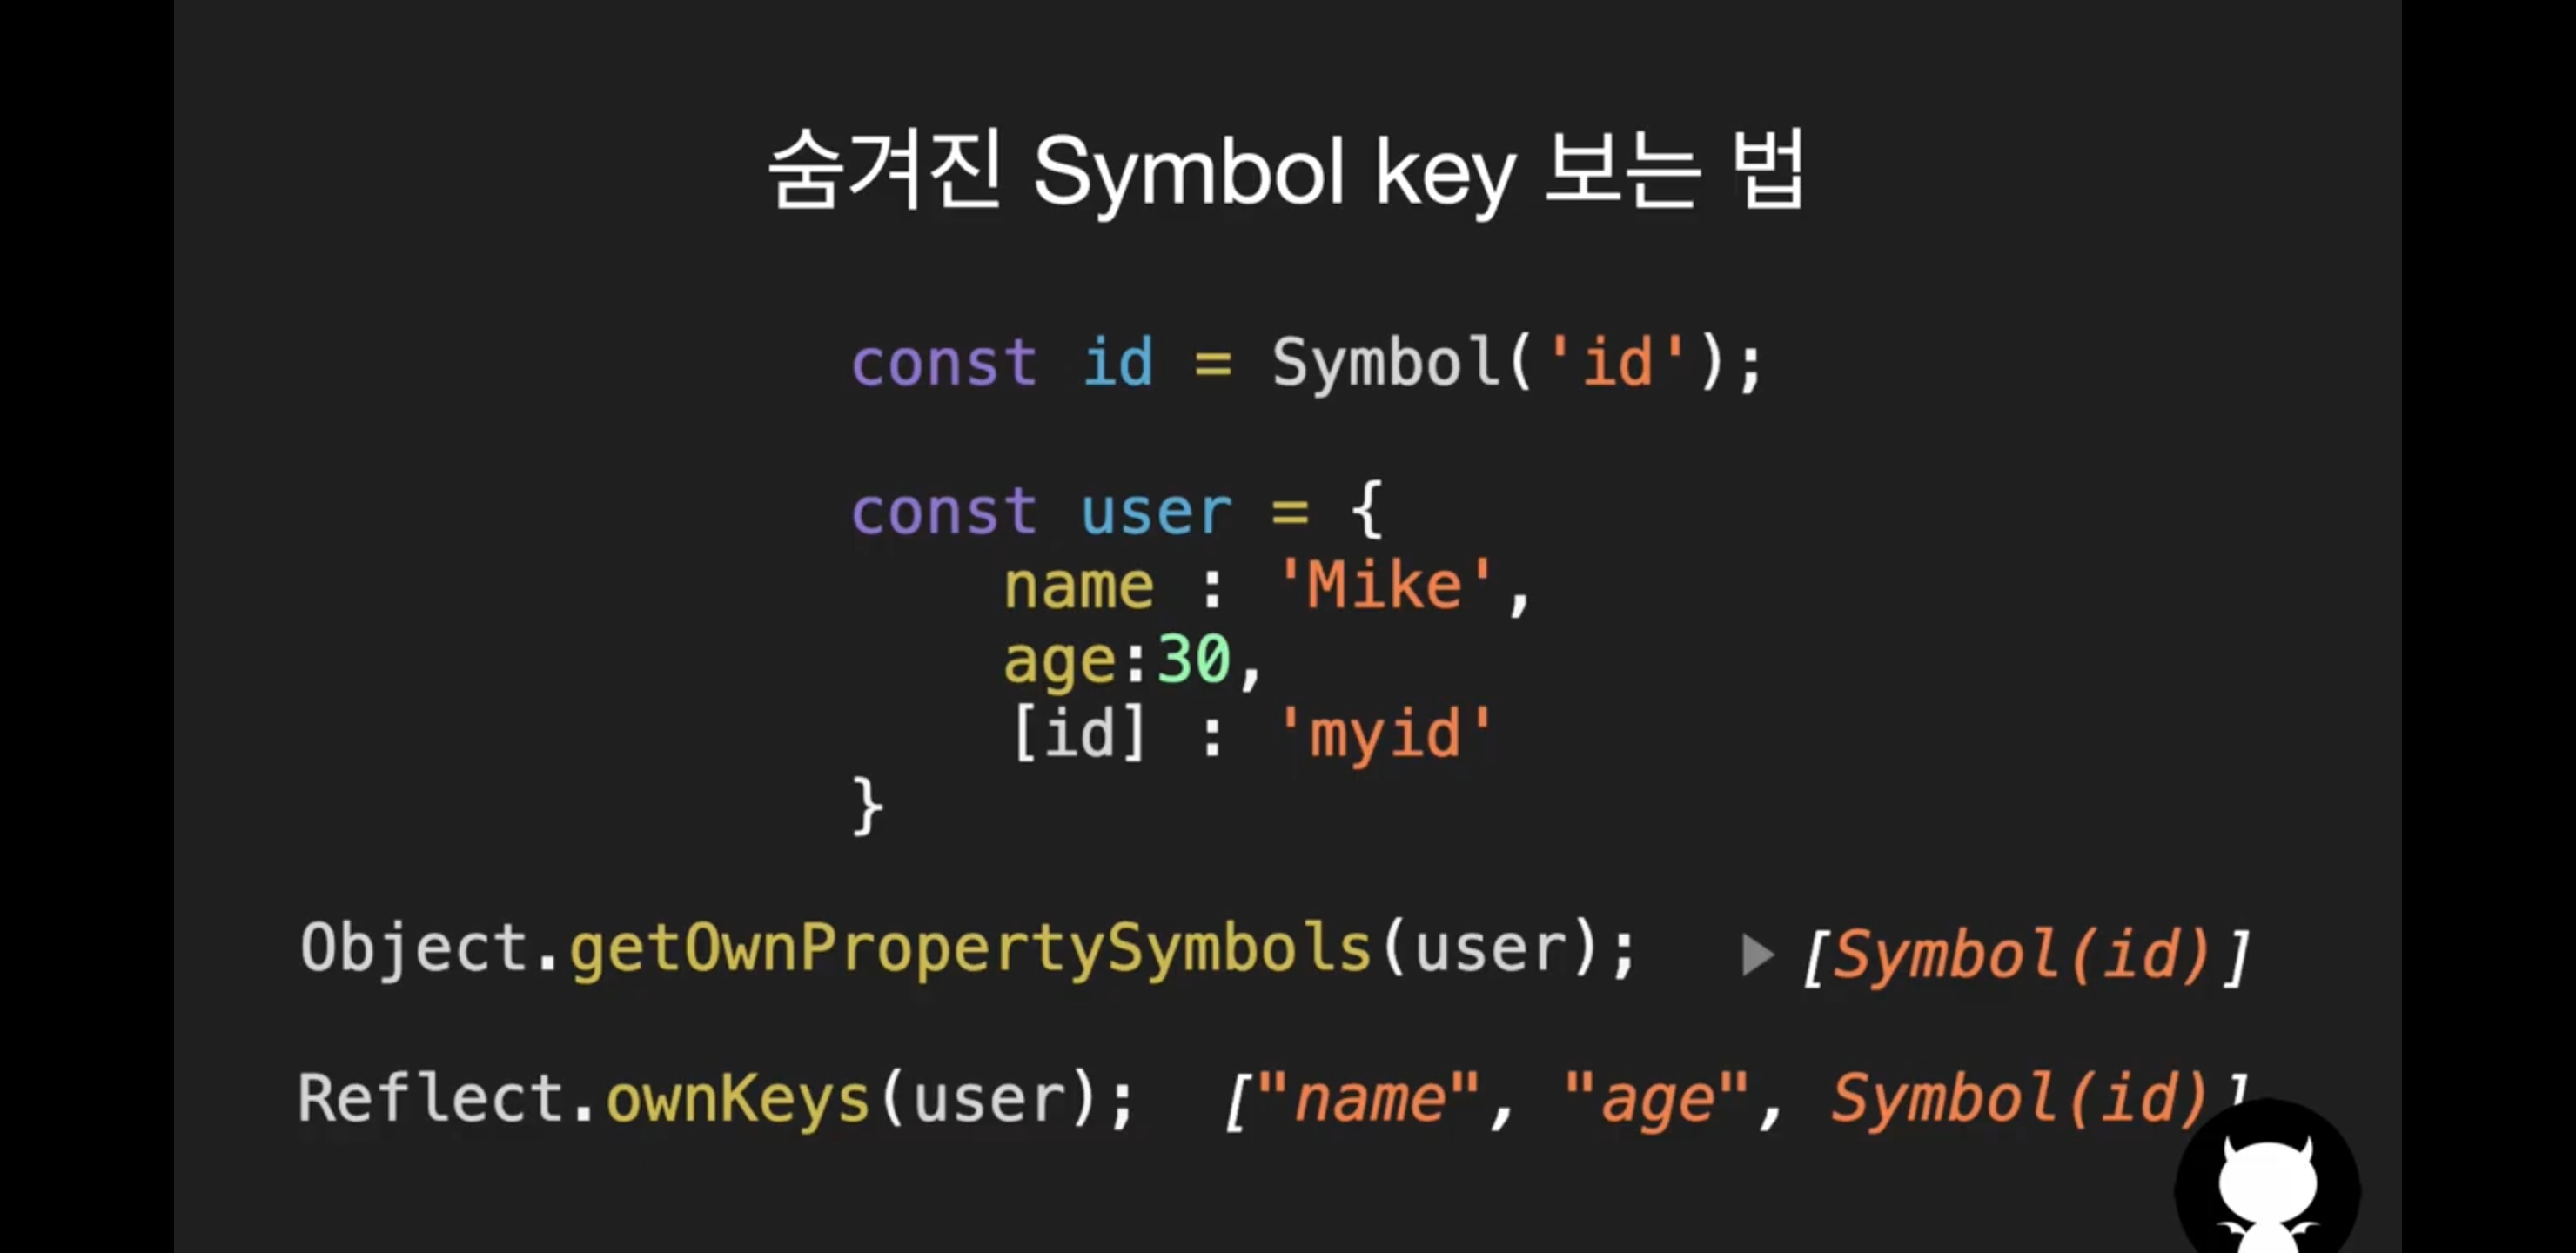 숨겨진 Symbol key 보는 법
const id = Symbol('id');
const user = {
name : 'Mike',
age:30,
[id] : 'myid'
}
Object.getOwnPropertySymbols(user); ▶ [Symbol(id)]
Reflect.ownKeys(user); ["name", "age", Symbol(id)]